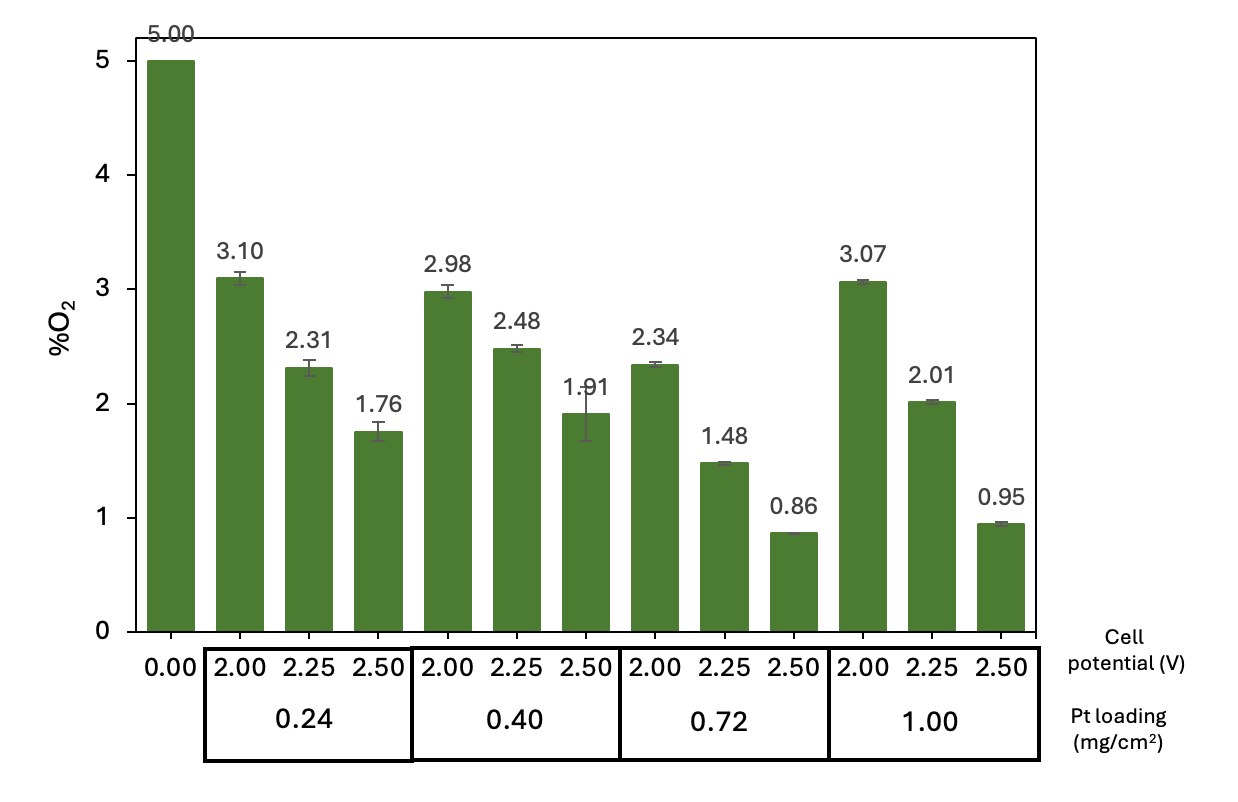 5.00
5
4
3.10
3.07
3
2.98
2.48
2.31
2.34
2.01
2
1.91
1.76
1.48
1
0.86
0.95
0
%O₂
0.00 2.00 2.25 2.50 2.00 2.25 2.50 2.00 2.25 2.50 2.00 2.25 2.50
Cell
potential (V)
0.24 0.40 0.72 1.00
Pt loading
(mg/cm²)